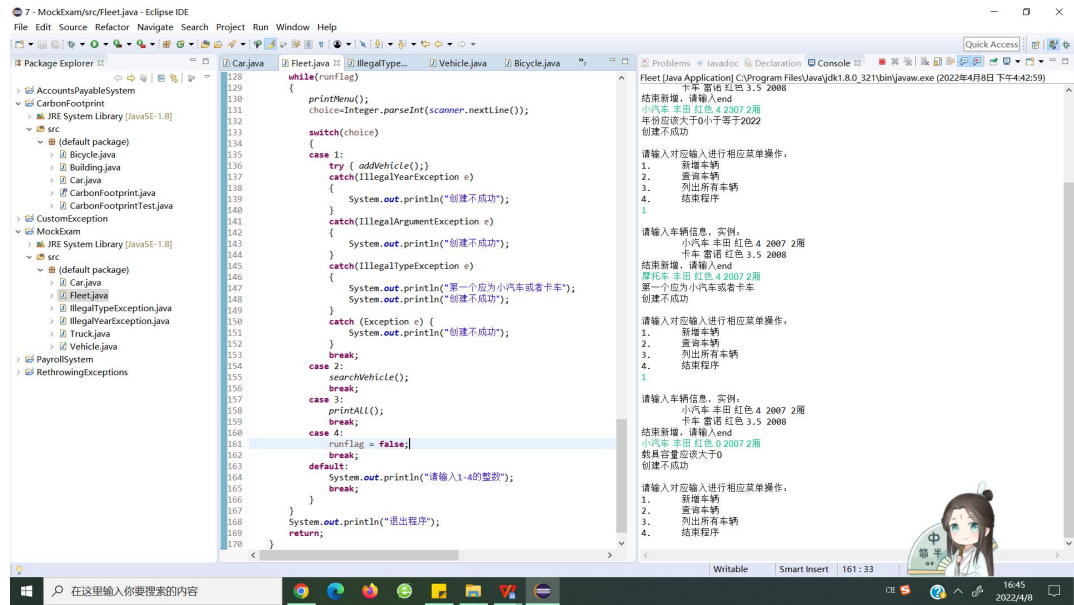 7 - MockExam/src/Fleet.java - Eclipse IDE
File Edit Source Refactor Navigate Search Project Run Window Help
Quick Access
Package Explorer
AccountsPayableSystem
CarbonFootprint
JRE System Library [JavaSE-1.8]
src
(default package)
Bicycle.java
Building.java
Car.java
CarbonFootprint.java
CarbonFootprintTest.java
CustomException
MockExam
JRE System Library [JavaSE-1.8]
src
(default package)
Car.java
Fleet.java
IllegalTypeException.java
IllegalYearException.java
Truck.java
Vehicle.java
PayrollSystem
RethrowingExceptions
Car.java Fleet.java IllegalType... Vehicle.java Bicycle.java
128 while(runflag)
129 {
130 printMenu();
131 choice=Integer.parseInt(scanner.nextLine());
132
133 switch(choice)
134 {
135 case 1:
136 try { addVehicle();}
137 catch(IllegalYearException e)
138 {
139 System.out.println("创建不成功");
140 }
141 catch(IllegalArgumentException e)
142 {
143 System.out.println("创建不成功");
144 }
145 catch(IllegalTypeException e)
146 {
147 System.out.println("第一个应为小汽车或者卡车");
148 System.out.println("创建不成功");
149 }
150 catch (Exception e) {
151 System.out.println("创建不成功");
152 }
153 break;
154 case 2:
155 searchVehicle();
156 break;
157 case 3:
158 printAll();
159 break;
160 case 4:
161 runflag = false;
162 break;
163 default:
164 System.out.println("请输入1-4的整数");
165 break;
166 }
167 }
168 System.out.println("退出程序");
169 return;
170 }
Problems Javadoc Declaration Console
Fleet [Java Application] C:\Program Files\Java\jdk1.8.0_321\bin\javaw.exe (2022年4月8日 下午4:42:59)
卡车 雷诺 红色 3.5 2008
结束新增，请输入end
小汽车 丰田 红色 4 2307 2厢
年份应该大于0小于等于2022
创建不成功
请输入对应输入进行相应菜单操作：
1. 新增车辆
2. 查询车辆
3. 列出所有车辆
4. 结束程序
1
请输入车辆信息，实例：
小汽车 丰田 红色 4 2007 2厢
卡车 雷诺 红色 3.5 2008
结束新增，请输入end
摩托车 丰田 红色 4 2007 2厢
第一个应为小汽车或者卡车
创建不成功
请输入对应输入进行相应菜单操作：
1. 新增车辆
2. 查询车辆
3. 列出所有车辆
4. 结束程序
1
请输入车辆信息，实例：
小汽车 丰田 红色 4 2007 2厢
卡车 雷诺 红色 3.5 2008
结束新增，请输入end
小汽车 丰田 红色 0 2007 2厢
载具容量应该大于0
创建不成功
请输入对应输入进行相应菜单操作：
1. 新增车辆
2. 查询车辆
3. 列出所有车辆
4. 结束程序
中
简 半
Writable Smart Insert 161 : 33
在这里输入你要搜索的内容
CH
16:45
2022/4/8